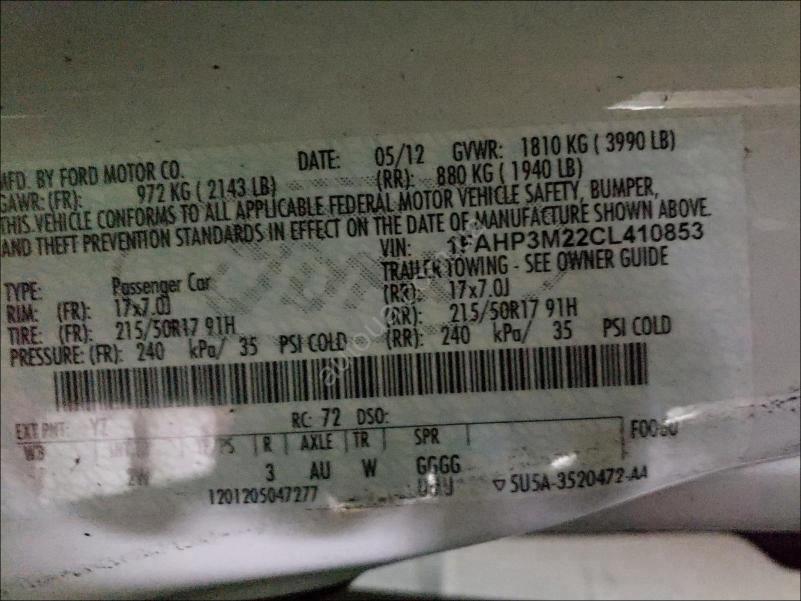 MFD. BY FORD MOTOR CO. DATE: 05/12 GVWR: 1810 KG ( 3990 LB)
GAWR: (FR): 972 KG ( 2143 LB) (RR): 880 KG ( 1940 LB)
THIS VEHICLE CONFORMS TO ALL APPLICABLE FEDERAL MOTOR VEHICLE SAFETY, BUMPER,
AND THEFT PREVENTION STANDARDS IN EFFECT ON THE DATE OF MANUFACTURE SHOWN ABOVE.
VIN: 1FAHP3M22CL410853
TYPE: Passenger Car TRAILER TOWING - SEE OWNER GUIDE
RIM: (FR): 17x7.0J (RR): 17x7.0J
TIRE: (FR): 215/50R17 91H (RR): 215/50R17 91H
PRESSURE: (FR): 240 kPa/ 35 PSI COLD (RR): 240 kPa/ 35 PSI COLD
RC: 72 DSO:
EXT PNT: YZ
WB R AXLE TR SPR
2W 3 AU W GGGG
1201205047277 ▽ 5U5A-3520472-AA